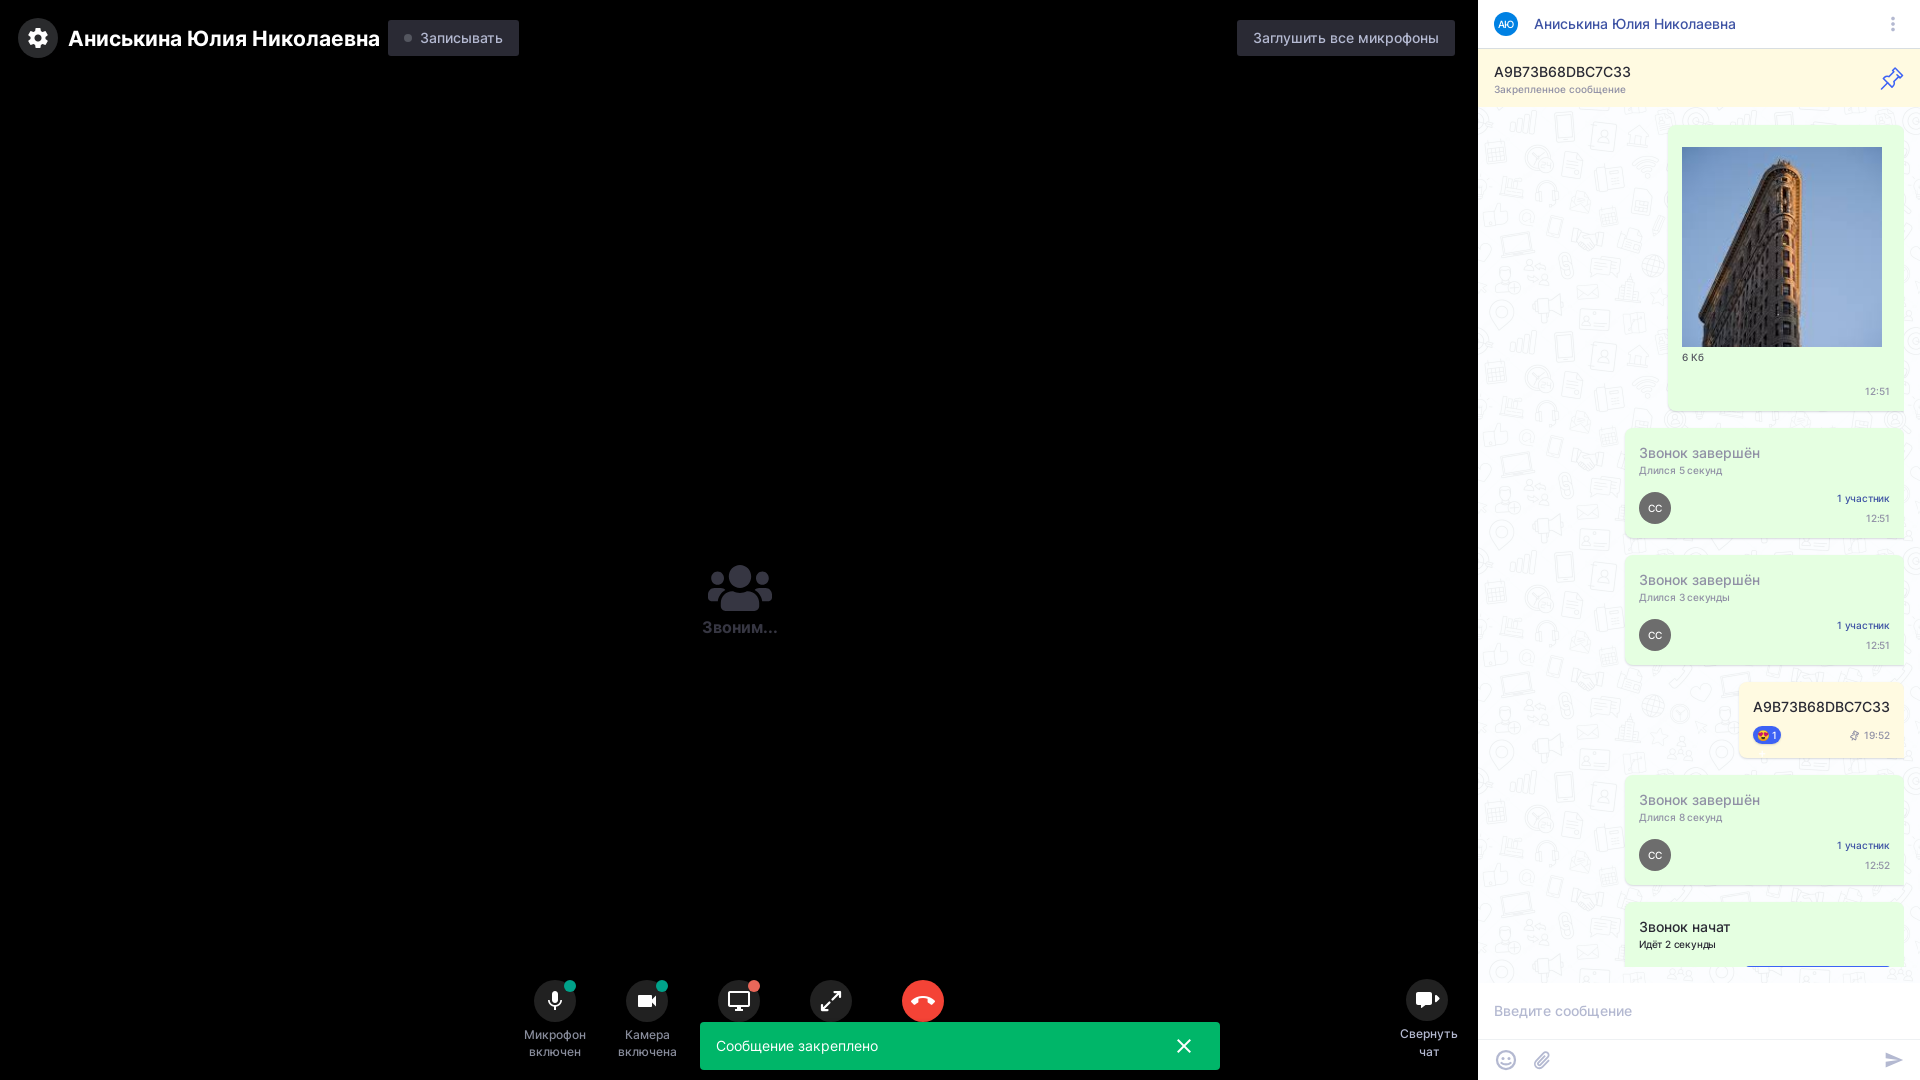 Аниськина Юлия Николаевна
Записывать
Заглушить все микрофоны
АЮ
Аниськина Юлия Николаевна
A9B73B68DBC7C33
Закрепленное сообщение
6 Кб
12:51
Звонок завершён
Длился 5 секунд
СС
1 участник
12:51
Звонок завершён
Длился 3 секунды
СС
1 участник
12:51
A9B73B68DBC7C33
1
19:52
Звонок завершён
Длился 8 секунд
СС
1 участник
12:52
Звонок начат
Идёт 2 секунды
Звоним...
Микрофон
включен
Камера
включена
Сообщение закреплено
Свернуть
чат
Введите сообщение